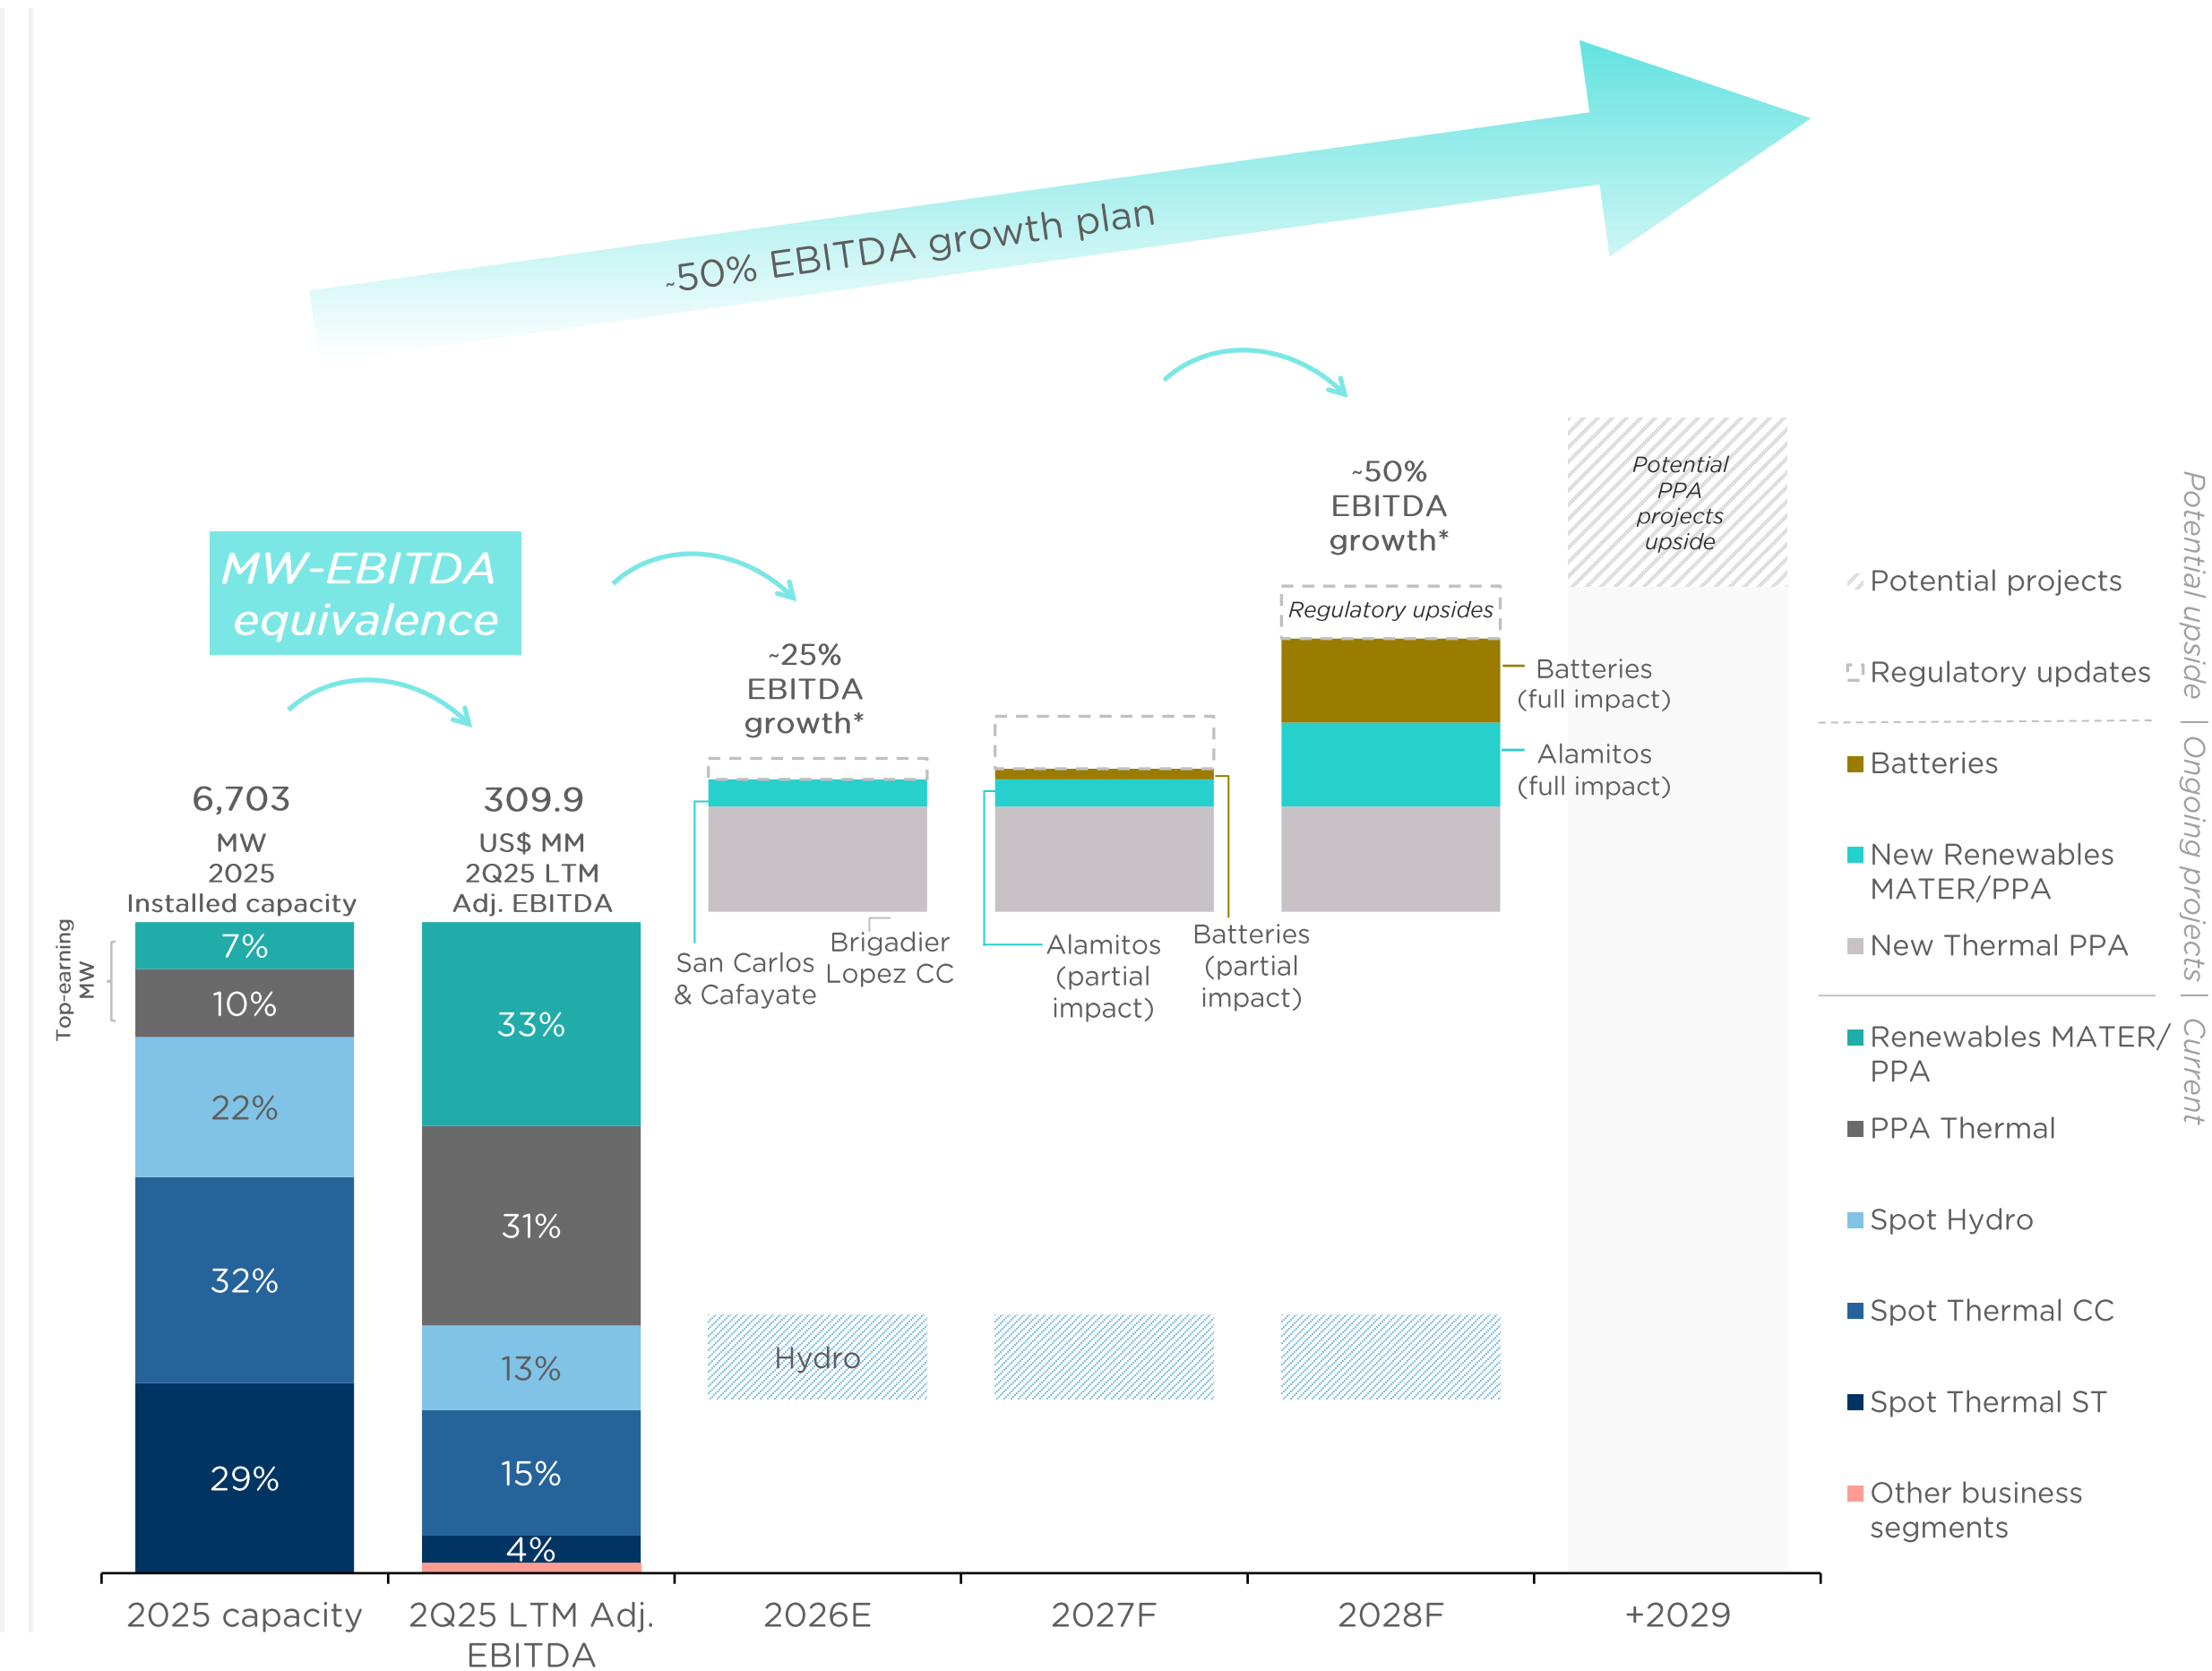 ~50% EBITDA growth plan
MW-EBITDA
equivalence
6,703
MW
2025
Installed capacity
309.9
US$ MM
2Q25 LTM
Adj. EBITDA
~25%
EBITDA
growth*
~50%
EBITDA
growth*
Regulatory upsides
Potential
PPA
projects
upside
Batteries
(full impact)
Alamitos
(full impact)
Top-earning
MW
7%
10%
22%
32%
29%
33%
31%
13%
15%
4%
San Carlos
& Cafayate
Brigadier
Lopez CC
Alamitos
(partial
impact)
Batteries
(partial
impact)
Hydro
2025 capacity
2Q25 LTM Adj.
EBITDA
2026E
2027F
2028F
+2029
Potential projects
Regulatory updates
Batteries
New Renewables
MATER/PPA
New Thermal PPA
Renewables MATER/
PPA
PPA Thermal
Spot Hydro
Spot Thermal CC
Spot Thermal ST
Other business
segments
Potential upside
Ongoing projects
Current